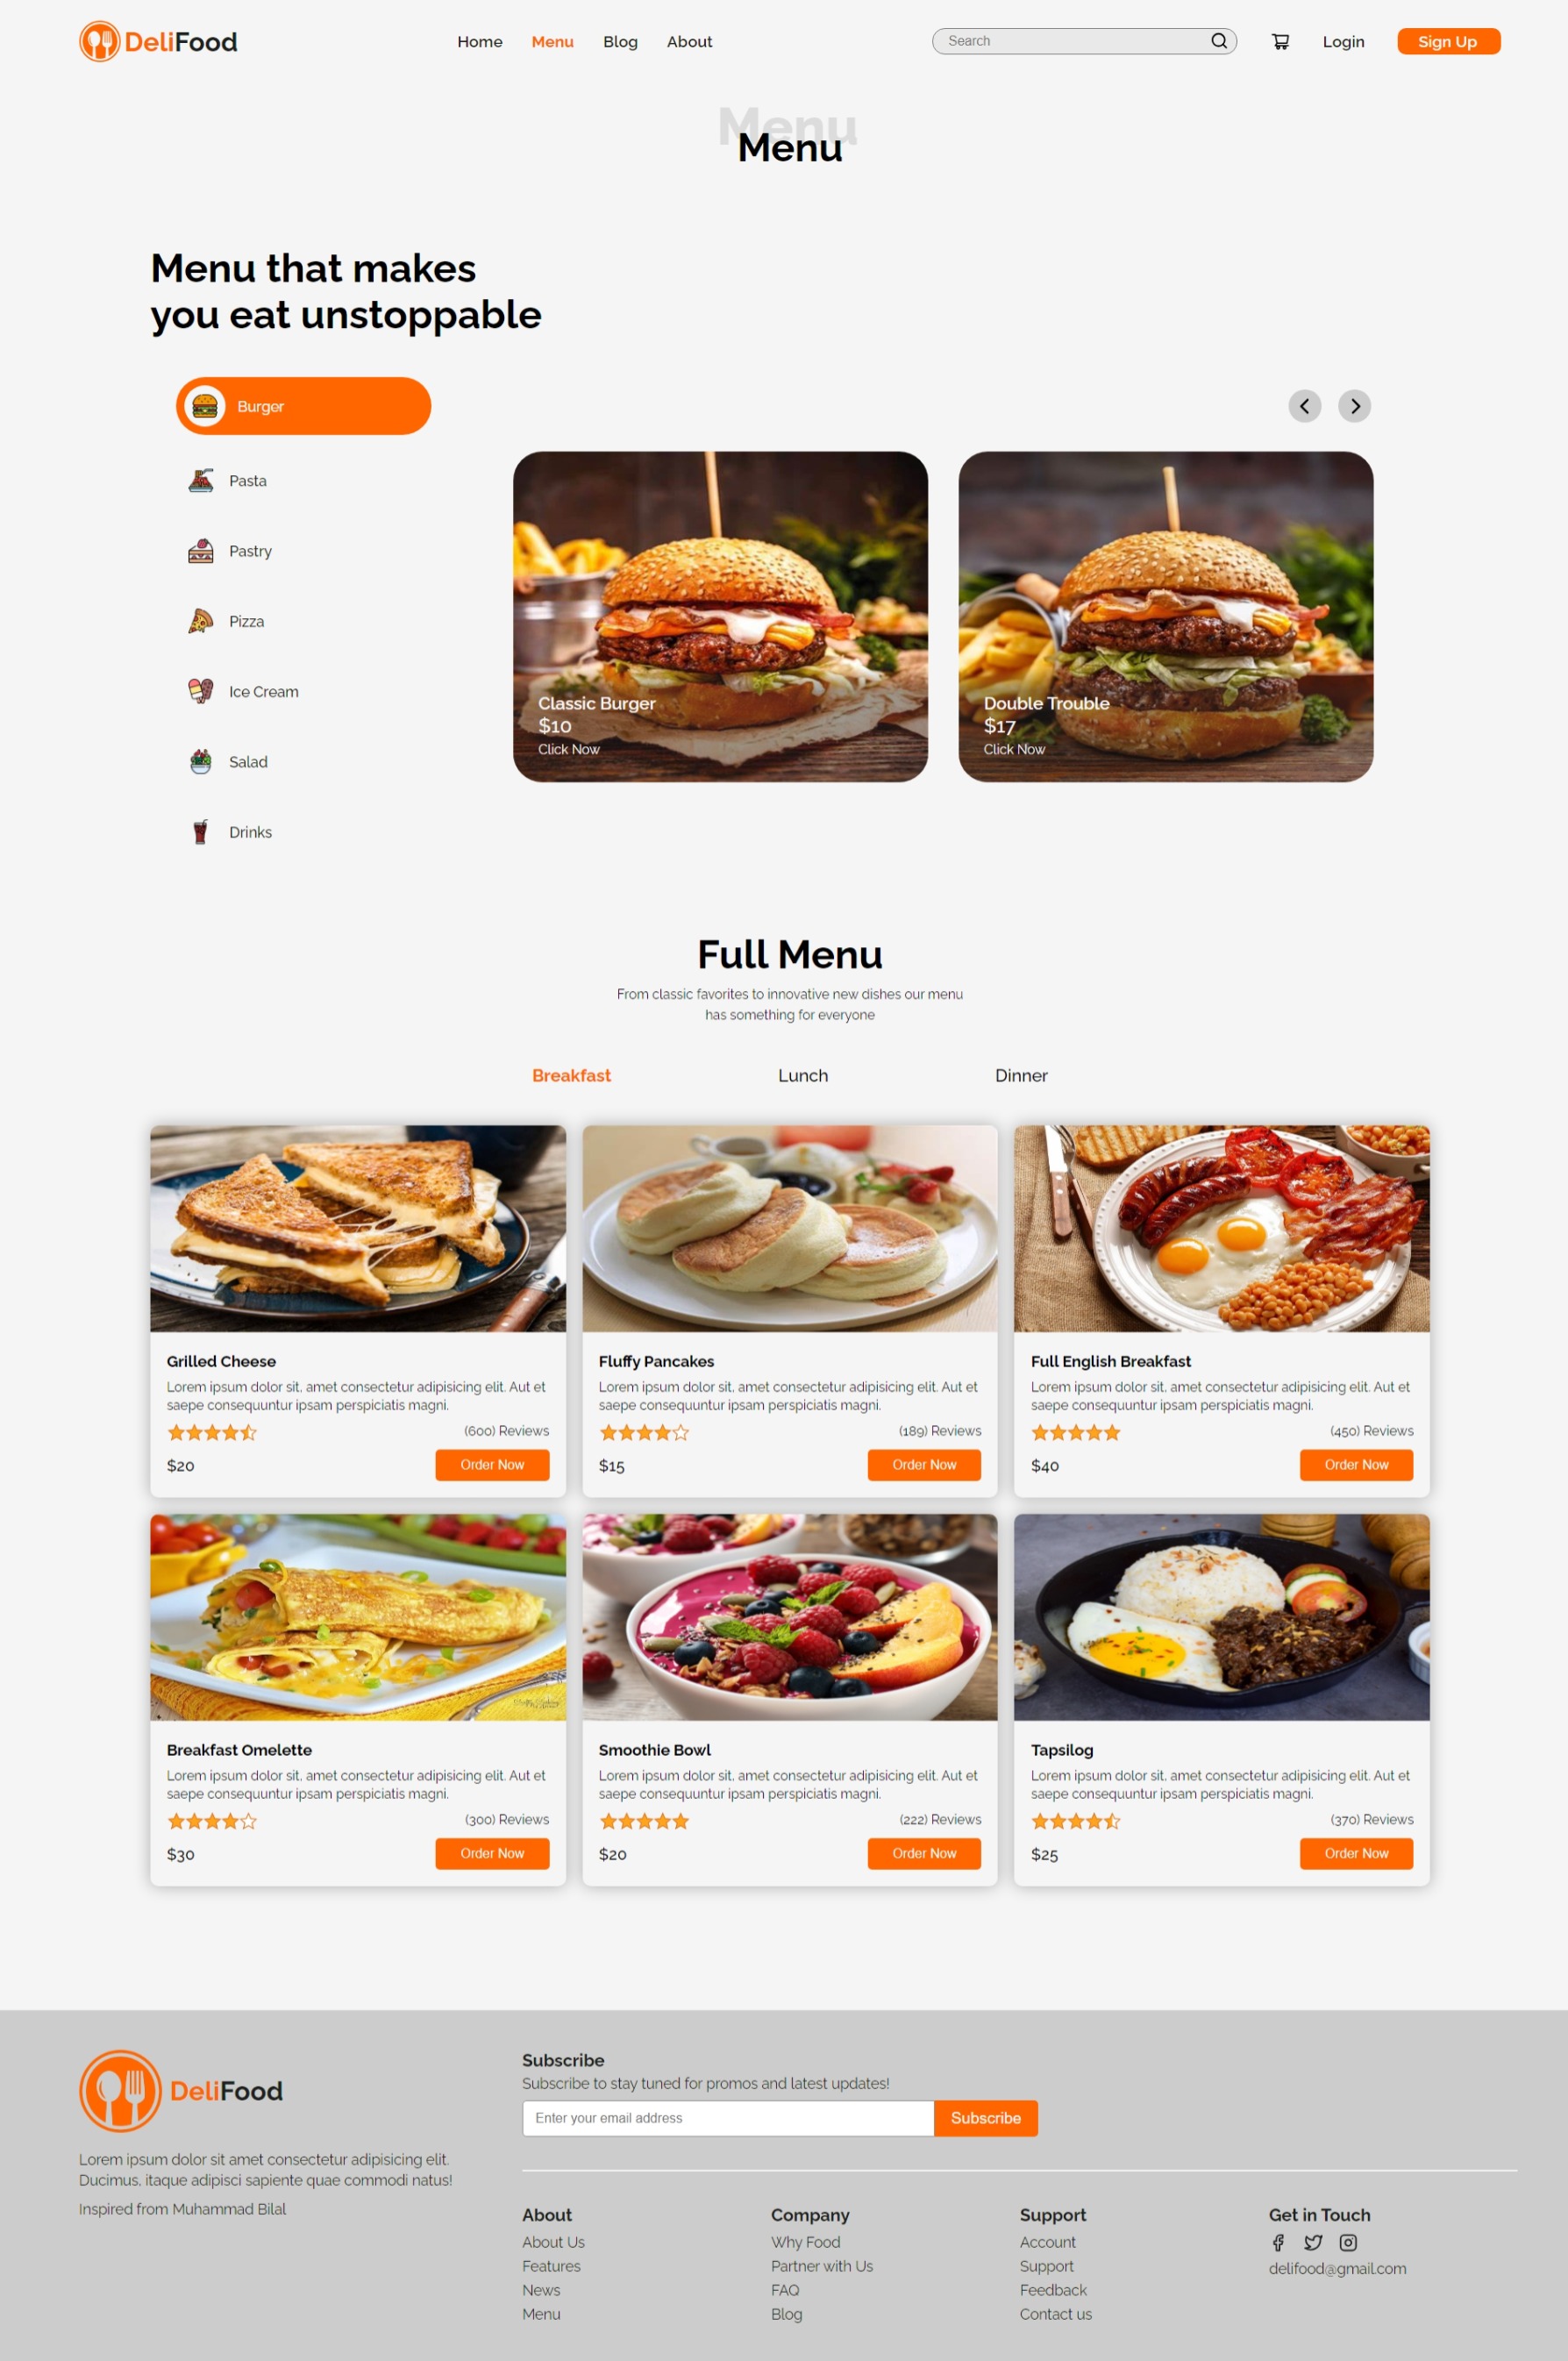 DeliFood
Home Menu Blog About
Search
Login
Sign Up
Menu
Menu
Menu that makes
you eat unstoppable
Burger
Pasta
Pastry
Pizza
Ice Cream
Salad
Drinks
Classic Burger
$10
Click Now
Double Trouble
$17
Click Now
Full Menu
From classic favorites to innovative new dishes our menu
has something for everyone
Breakfast Lunch Dinner
Grilled Cheese
Lorem ipsum dolor sit, amet consectetur adipisicing elit. Aut et
saepe consequuntur ipsam perspiciatis magni.
(600) Reviews
$20
Order Now
Fluffy Pancakes
Lorem ipsum dolor sit, amet consectetur adipisicing elit. Aut et
saepe consequuntur ipsam perspiciatis magni.
(189) Reviews
$15
Order Now
Full English Breakfast
Lorem ipsum dolor sit, amet consectetur adipisicing elit. Aut et
saepe consequuntur ipsam perspiciatis magni.
(450) Reviews
$40
Order Now
Breakfast Omelette
Lorem ipsum dolor sit, amet consectetur adipisicing elit. Aut et
saepe consequuntur ipsam perspiciatis magni.
(300) Reviews
$30
Order Now
Smoothie Bowl
Lorem ipsum dolor sit, amet consectetur adipisicing elit. Aut et
saepe consequuntur ipsam perspiciatis magni.
(222) Reviews
$20
Order Now
Tapsilog
Lorem ipsum dolor sit, amet consectetur adipisicing elit. Aut et
saepe consequuntur ipsam perspiciatis magni.
(370) Reviews
$25
Order Now
DeliFood
Lorem ipsum dolor sit amet consectetur adipisicing elit.
Ducimus, itaque adipisci sapiente quae commodi natus!
Inspired from Muhammad Bilal
Subscribe
Subscribe to stay tuned for promos and latest updates!
Enter your email address
Subscribe
About
About Us
Features
News
Menu
Company
Why Food
Partner with Us
FAQ
Blog
Support
Account
Support
Feedback
Contact us
Get in Touch
delifood@gmail.com